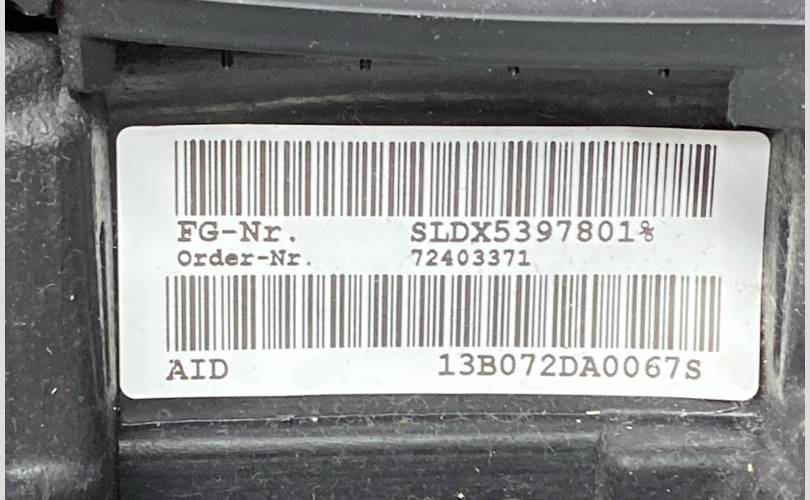 FG-Nr. SLDX5397801%
Order-Nr. 72403371
AID 13B072DA0067S